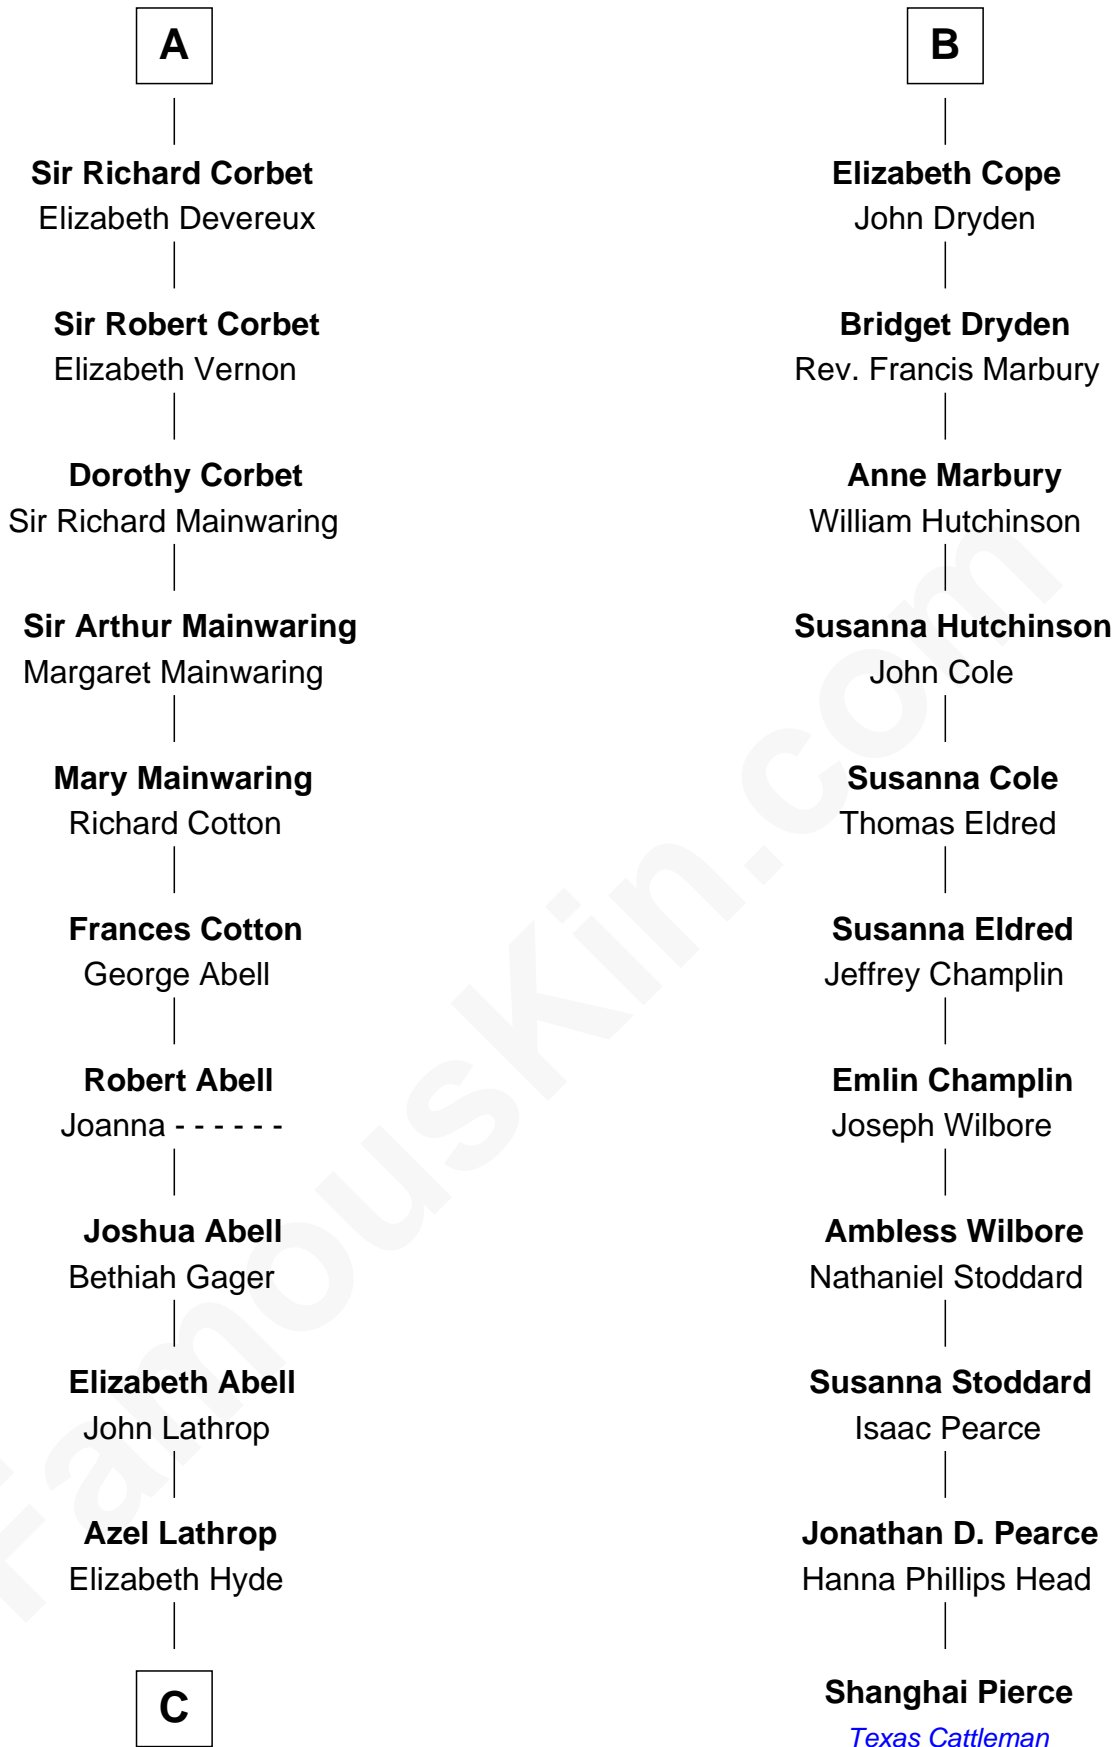 A
Sir Richard Corbet
Elizabeth Devereux
Sir Robert Corbet
Elizabeth Vernon
Dorothy Corbet
Sir Richard Mainwaring
Sir Arthur Mainwaring
Margaret Mainwaring
Mary Mainwaring
Richard Cotton
Frances Cotton
George Abell
Robert Abell
Joanna - - - - - -
Joshua Abell
Bethiah Gager
Elizabeth Abell
John Lathrop
Azel Lathrop
Elizabeth Hyde
C
B
Elizabeth Cope
John Dryden
Bridget Dryden
Rev. Francis Marbury
Anne Marbury
William Hutchinson
Susanna Hutchinson
John Cole
Susanna Cole
Thomas Eldred
Susanna Eldred
Jeffrey Champlin
Emlin Champlin
Joseph Wilbore
Ambless Wilbore
Nathaniel Stoddard
Susanna Stoddard
Isaac Pearce
Jonathan D. Pearce
Hanna Phillips Head
Shanghai Pierce
Texas Cattleman
FamousKin.com